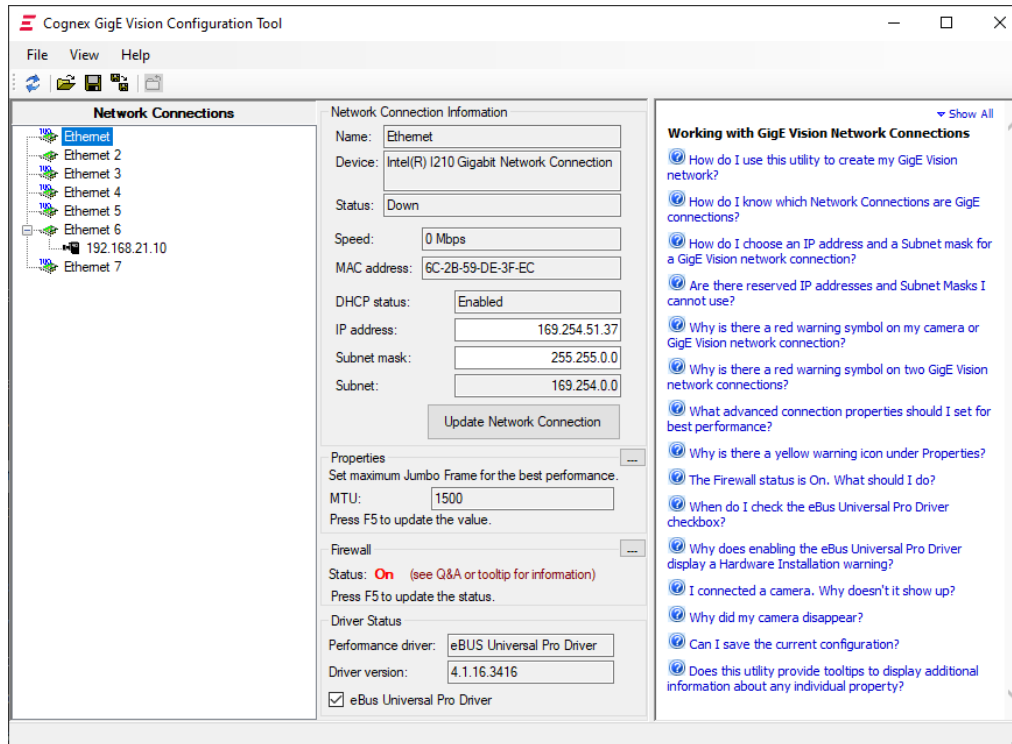 Cognex GigE Vision Configuration Tool
File View Help
Network Connections
Ethernet
Ethernet 2
Ethernet 3
Ethernet 4
Ethernet 5
Ethernet 6
192.168.21.10
Ethernet 7
Network Connection Information
Name: Ethernet
Device: Intel(R) I210 Gigabit Network Connection
Status: Down
Speed: 0 Mbps
MAC address: 6C-2B-59-DE-3F-EC
DHCP status: Enabled
IP address: 169.254.51.37
Subnet mask: 255.255.0.0
Subnet: 169.254.0.0
Update Network Connection
Properties ...
Set maximum Jumbo Frame for the best performance.
MTU: 1500
Press F5 to update the value.
Firewall ...
Status: On (see Q&A or tooltip for information)
Press F5 to update the status.
Driver Status
Performance driver: eBUS Universal Pro Driver
Driver version: 4.1.16.3416
eBus Universal Pro Driver
Show All
Working with GigE Vision Network Connections
How do I use this utility to create my GigE Vision
network?
How do I know which Network Connections are GigE
connections?
How do I choose an IP address and a Subnet mask for
a GigE Vision network connection?
Are there reserved IP addresses and Subnet Masks I
cannot use?
Why is there a red warning symbol on my camera or
GigE Vision network connection?
Why is there a red warning symbol on two GigE Vision
network connections?
What advanced connection properties should I set for
best performance?
Why is there a yellow warning icon under Properties?
The Firewall status is On. What should I do?
When do I check the eBus Universal Pro Driver
checkbox?
Why does enabling the eBus Universal Pro Driver
display a Hardware Installation warning?
I connected a camera. Why doesn't it show up?
Why did my camera disappear?
Can I save the current configuration?
Does this utility provide tooltips to display additional
information about any individual property?